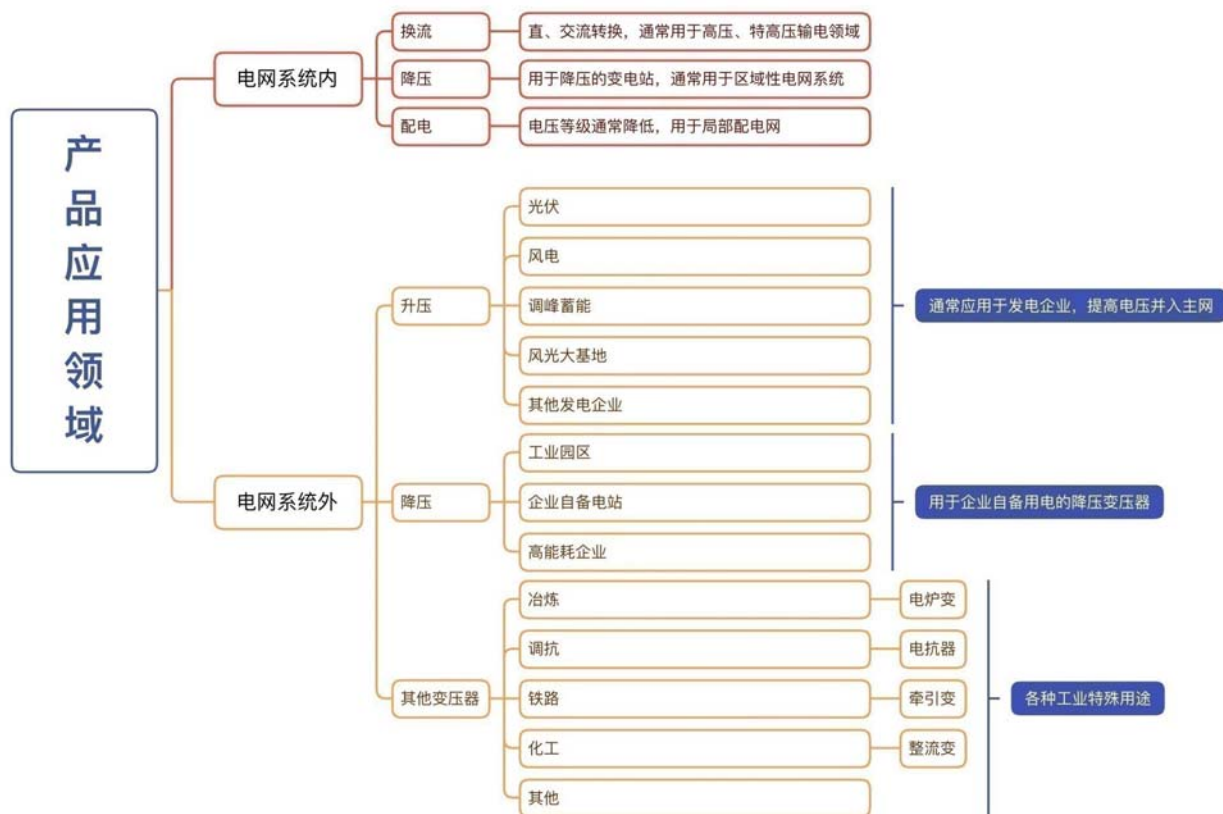 产品应用领域
电网系统内
换流
直、交流转换，通常用于高压、特高压输电领域
降压
用于降压的变电站，通常用于区域性电网系统
配电
电压等级通常降低，用于局部配电网
电网系统外
升压
光伏
风电
调峰蓄能
风光大基地
其他发电企业
通常应用于发电企业，提高电压并入主网
降压
工业园区
企业自备电站
高能耗企业
用于企业自备用电的降压变压器
其他变压器
冶炼
电炉变
调抗
电抗器
铁路
牵引变
化工
整流变
其他
各种工业特殊用途